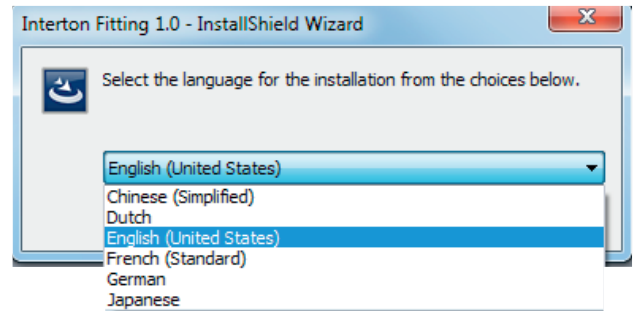 Interton Fitting 1.0 - InstallShield Wizard
Select the language for the installation from the choices below.
English (United States)
Chinese (Simplified)
Dutch
English (United States)
French (Standard)
German
Japanese